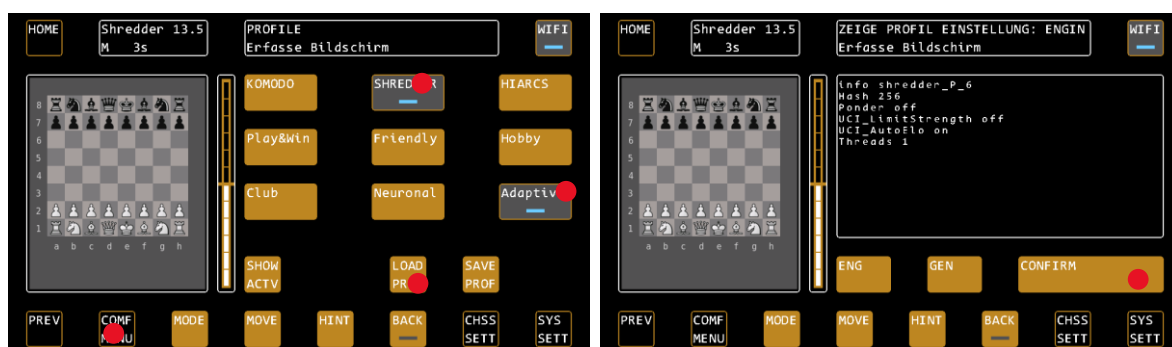 HOME
Shredder 13.5
M 3s
PROFILE
Erfasse Bildschirm
WIFI
KOMODO
HIARCS
Play&Win
Friendly
Hobby
Club
Neuronal
Adaptiv
8
7
6
5
4
3
2
1
a b c d e f g h
SHOW
ACTV
LOAD
SAVE
PROF
PREV
COMF
MODE
MOVE
HINT
BACK
CHSS
SETT
SYS
SETT
HOME
Shredder 13.5
M 3s
ZEIGE PROFIL EINSTELLUNG: ENGIN
Erfasse Bildschirm
WIFI
8
7
6
5
4
3
2
1
a b c d e f g h
info shredder_P_6
Hash 256
Ponder off
UCI_LimitStrength off
UCI_AutoElo on
Threads 1
ENG
GEN
CONFIRM
PREV
COMF
MENU
MODE
MOVE
HINT
BACK
CHSS
SETT
SYS
SETT